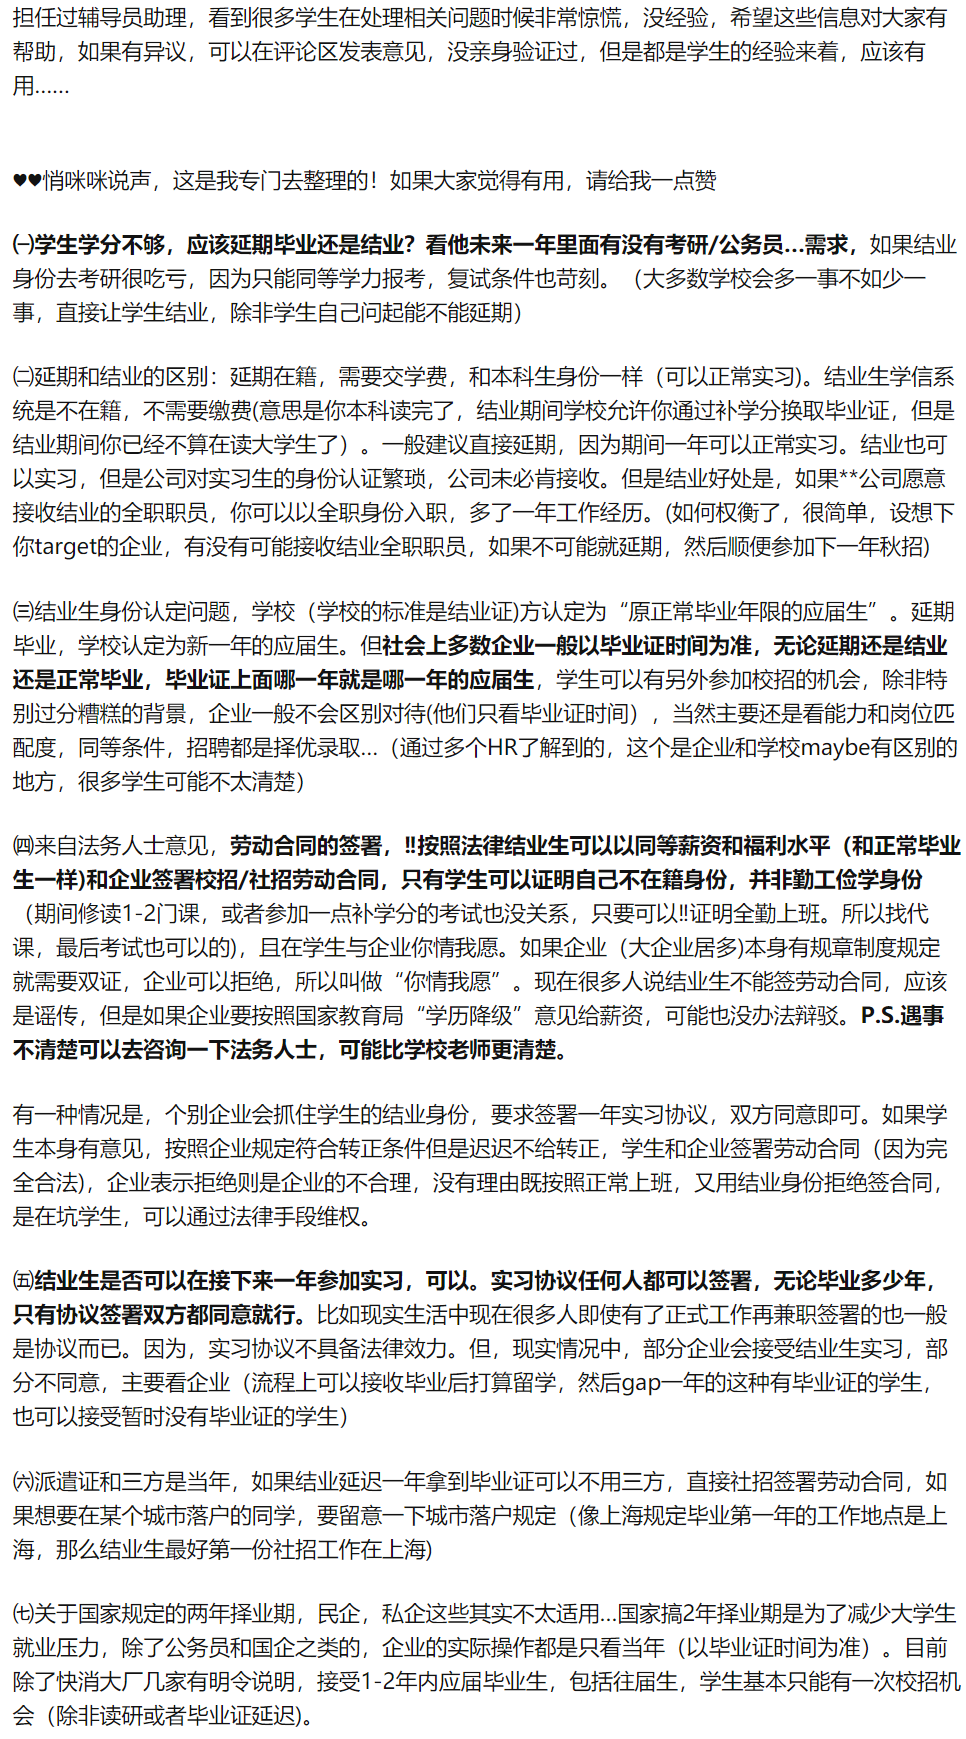 担任过辅导员助理，看到很多学生在处理相关问题时候非常惊慌，没经验，希望这些信息对大家有
帮助，如果有异议，可以在评论区发表意见，没亲身验证过，但是都是学生的经验来着，应该有
用......
♥♥悄咪咪说声，这是我专门去整理的！如果大家觉得有用，请给我一点赞
㈠学生学分不够，应该延期毕业还是结业？看他未来一年里面有没有考研/公务员...需求，如果结业
身份去考研很吃亏，因为只能同等学力报考，复试条件也苛刻。（大多数学校会多一事不如少一
事，直接让学生结业，除非学生自己问起能不能延期）
㈡延期和结业的区别：延期在籍，需要交学费，和本科生身份一样（可以正常实习)。结业生学信系
统是不在籍，不需要缴费(意思是你本科读完了，结业期间学校允许你通过补学分换取毕业证，但是
结业期间你已经不算在读大学生了）。一般建议直接延期，因为期间一年可以正常实习。结业也可
以实习，但是公司对实习生的身份认证繁琐，公司未必肯接收。但是结业好处是，如果**公司愿意
接收结业的全职职员，你可以以全职身份入职，多了一年工作经历。(如何权衡了，很简单，设想下
你target的企业，有没有可能接收结业全职职员，如果不可能就延期，然后顺便参加下一年秋招)
㈢结业生身份认定问题，学校（学校的标准是结业证)方认定为“原正常毕业年限的应届生”。延期
毕业，学校认定为新一年的应届生。但社会上多数企业一般以毕业证时间为准，无论延期还是结业
还是正常毕业，毕业证上面哪一年就是哪一年的应届生，学生可以有另外参加校招的机会，除非特
别过分糟糕的背景，企业一般不会区别对待(他们只看毕业证时间），当然主要还是看能力和岗位匹
配度，同等条件，招聘都是择优录取...（通过多个HR了解到的，这个是企业和学校maybe有区别的
地方，很多学生可能不太清楚）
㈣来自法务人士意见，劳动合同的签署，‼按照法律结业生可以以同等薪资和福利水平（和正常毕业
生一样)和企业签署校招/社招劳动合同，只有学生可以证明自己不在籍身份，并非勤工俭学身份
（期间修读1-2门课，或者参加一点补学分的考试也没关系，只要可以‼证明全勤上班。所以找代
课，最后考试也可以的)，且在学生与企业你情我愿。如果企业（大企业居多)本身有规章制度规定
就需要双证，企业可以拒绝，所以叫做“你情我愿”。现在很多人说结业生不能签劳动合同，应该
是谣传，但是如果企业要按照国家教育局“学历降级”意见给薪资，可能也没办法辩驳。P.S.遇事
不清楚可以去咨询一下法务人士，可能比学校老师更清楚。
有一种情况是，个别企业会抓住学生的结业身份，要求签署一年实习协议，双方同意即可。如果学
生本身有意见，按照企业规定符合转正条件但是迟迟不给转正，学生和企业签署劳动合同（因为完
全合法)，企业表示拒绝则是企业的不合理，没有理由既按照正常上班，又用结业身份拒绝签合同，
是在坑学生，可以通过法律手段维权。
㈤结业生是否可以在接下来一年参加实习，可以。实习协议任何人都可以签署，无论毕业多少年，
只有协议签署双方都同意就行。比如现实生活中现在很多人即使有了正式工作再兼职签署的也一般
是协议而已。因为，实习协议不具备法律效力。但，现实情况中，部分企业会接受结业生实习，部
分不同意，主要看企业（流程上可以接收毕业后打算留学，然后gap一年的这种有毕业证的学生，
也可以接受暂时没有毕业证的学生）
㈥派遣证和三方是当年，如果结业延迟一年拿到毕业证可以不用三方，直接社招签署劳动合同，如
果想要在某个城市落户的同学，要留意一下城市落户规定（像上海规定毕业第一年的工作地点是上
海，那么结业生最好第一份社招工作在上海)
㈦关于国家规定的两年择业期，民企，私企这些其实不太适用...国家搞2年择业期是为了减少大学生
就业压力，除了公务员和国企之类的，企业的实际操作都是只看当年（以毕业证时间为准）。目前
除了快消大厂几家有明令说明，接受1-2年内应届毕业生，包括往届生，学生基本只能有一次校招机
会（除非读研或者毕业证延迟)。